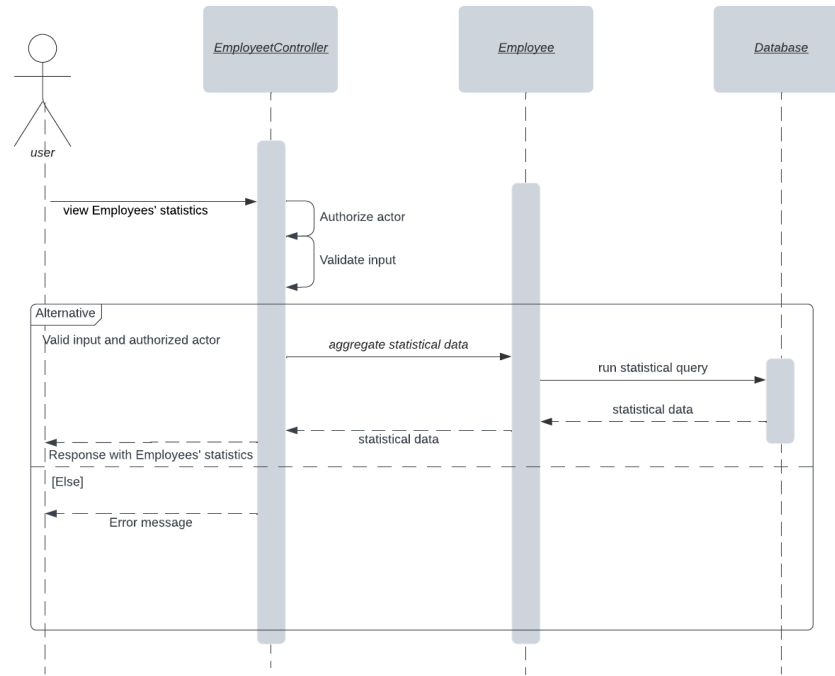 EmployeetController
Employee
Database
user
view Employees' statistics
Authorize actor
Validate input
Alternative
Valid input and authorized actor
aggregate statistical data
run statistical query
statistical data
statistical data
Response with Employees' statistics
[Else]
Error message